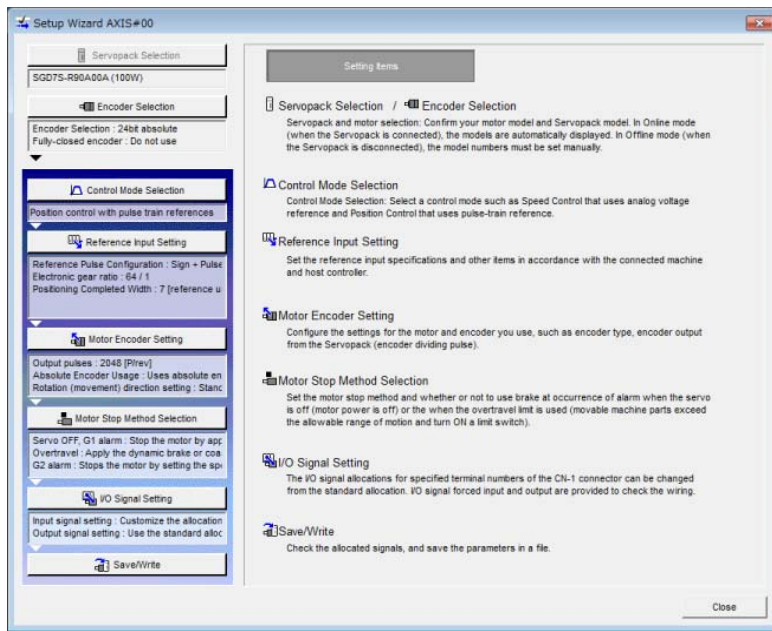 Setup Wizard AXIS#00
Servopack Selection
SGD7S-R90A00A (100W)
Encoder Selection
Encoder Selection : 24bit absolute
Fully-closed encoder : Do not use
Control Mode Selection
Position control with pulse train references
Reference Input Setting
Reference Pulse Configuration : Sign + Pulse
Electronic gear ratio : 64 / 1
Positioning Completed Width : 7 [reference u
Motor Encoder Setting
Output pulses : 2048 [P/rev]
Absolute Encoder Usage : Uses absolute en
Rotation (movement) direction setting : Stanc
Motor Stop Method Selection
Servo OFF, G1 alarm : Stop the motor by app
Overtravel : Apply the dynamic brake or coa
G2 alarm : Stops the motor by setting the spe
I/O Signal Setting
Input signal setting : Customize the allocation
Output signal setting : Use the standard alloc
Save/Write
Setting items
Servopack Selection / Encoder Selection
Servopack and motor selection: Confirm your motor model and Servopack model. In Online mode
(when the Servopack is connected), the models are automatically displayed. In Offline mode (when
the Servopack is disconnected), the model numbers must be set manually.
Control Mode Selection
Control Mode Selection: Select a control mode such as Speed Control that uses analog voltage
reference and Position Control that uses pulse-train reference.
Reference Input Setting
Set the reference input specifications and other items in accordance with the connected machine
and host controller.
Motor Encoder Setting
Configure the settings for the motor and encoder you use, such as encoder type, encoder output
from the Servopack (encoder dividing pulse).
Motor Stop Method Selection
Set the motor stop method and whether or not to use brake at occurrence of alarm when the servo
is off (motor power is off) or the when the overtravel limit is used (movable machine parts exceed
the allowable range of motion and turn ON a limit switch).
I/O Signal Setting
The I/O signal allocations for specified terminal numbers of the CN-1 connector can be changed
from the standard allocation. I/O signal forced input and output are provided to check the wiring.
Save/Write
Check the allocated signals, and save the parameters in a file.
Close